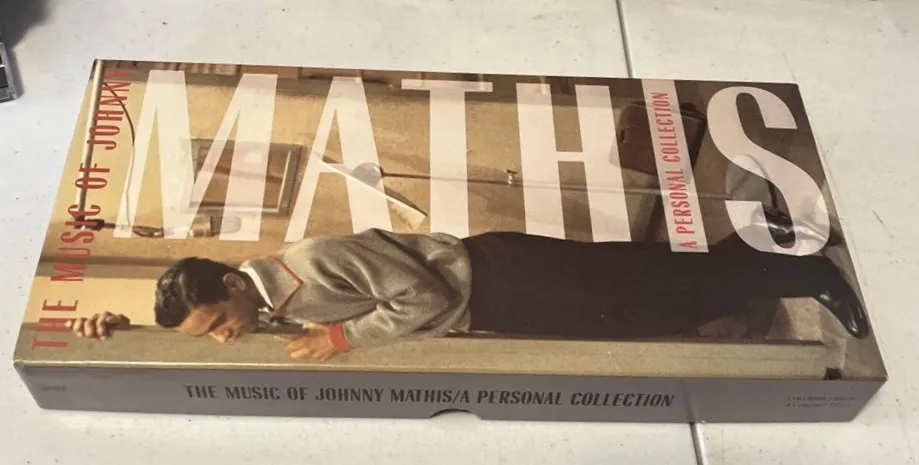 THE MUSIC OF JOHNNY
MATHIS
A PERSONAL COLLECTION
THE MUSIC OF JOHNNY MATHIS/A PERSONAL COLLECTION